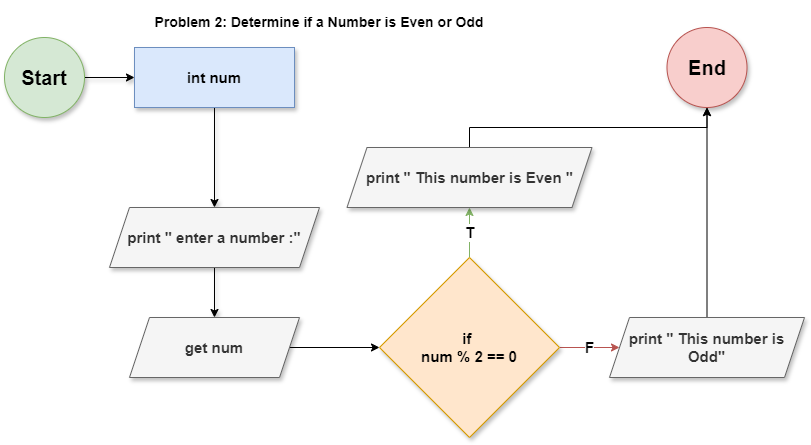 Problem 2: Determine if a Number is Even or Odd
Start
int num
print " enter a number :"
get num
if
num % 2 == 0
T
print " This number is Even "
F
print " This number is
Odd"
End